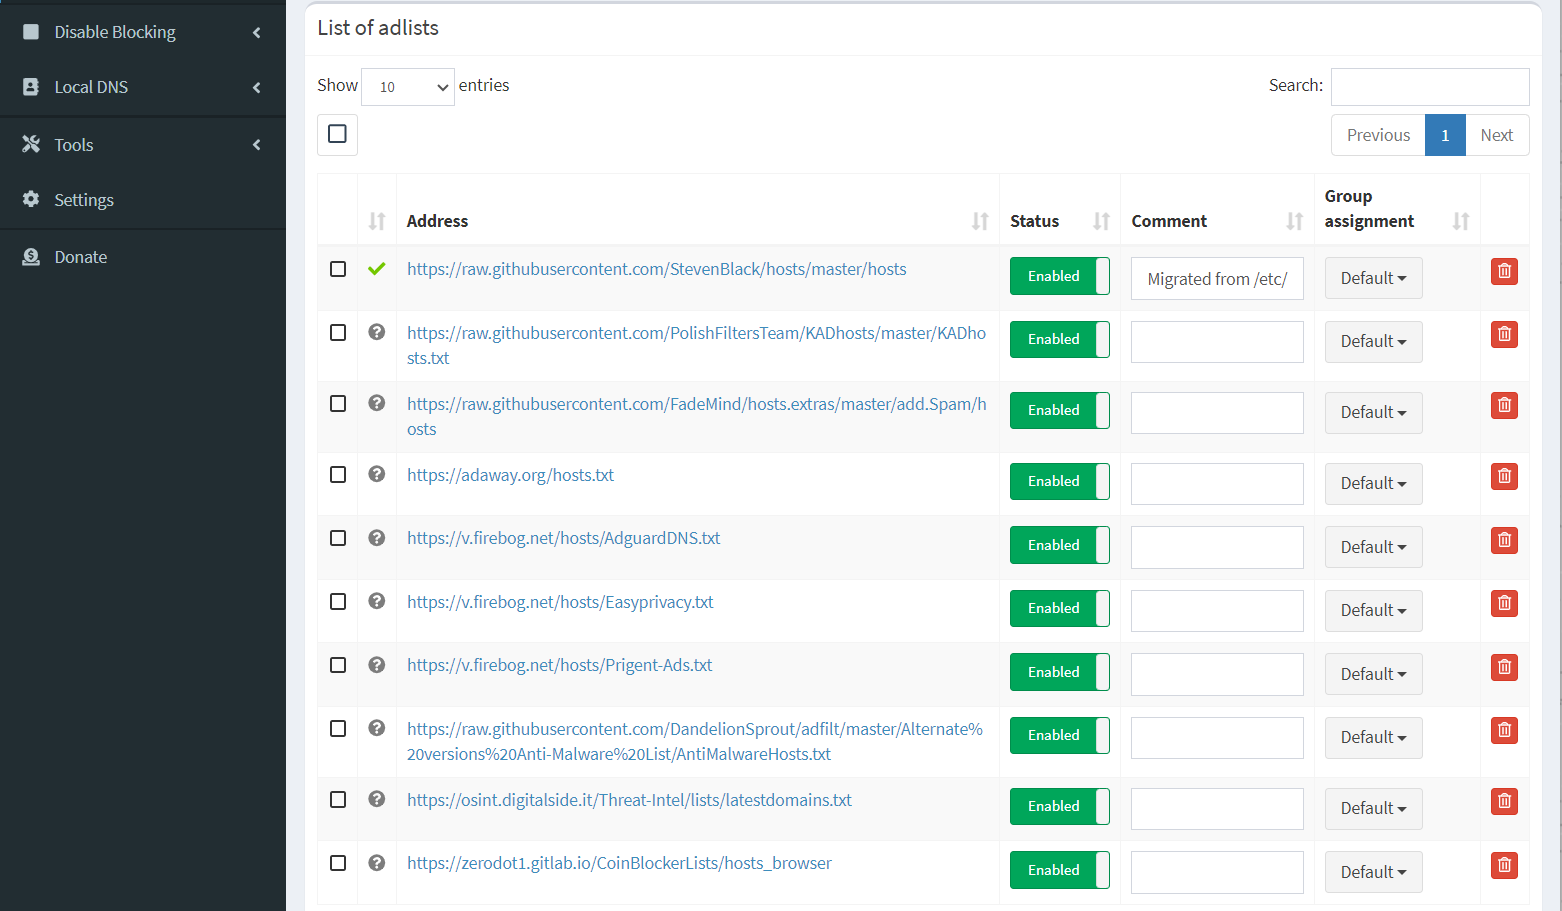 Disable Blocking
Local DNS
Tools
Settings
Donate
List of adlists
Show 10 entries
Search:
Previous 1 Next
Address Status Comment Group
assignment
https://raw.githubusercontent.com/StevenBlack/hosts/master/hosts Enabled Migrated from /etc/ Default
https://raw.githubusercontent.com/PolishFiltersTeam/KADhosts/master/KADho Enabled Default
sts.txt
https://raw.githubusercontent.com/FadeMind/hosts.extras/master/add.Spam/h Enabled Default
osts
https://adaway.org/hosts.txt Enabled Default
https://v.firebog.net/hosts/AdguardDNS.txt Enabled Default
https://v.firebog.net/hosts/Easyprivacy.txt Enabled Default
https://v.firebog.net/hosts/Prigent-Ads.txt Enabled Default
https://raw.githubusercontent.com/DandelionSprout/adfilt/master/Alternate% Enabled Default
20versions%20Anti-Malware%20List/AntiMalwareHosts.txt
https://osint.digitalside.it/Threat-Intel/lists/latestdomains.txt Enabled Default
https://zerodot1.gitlab.io/CoinBlockerLists/hosts_browser Enabled Default